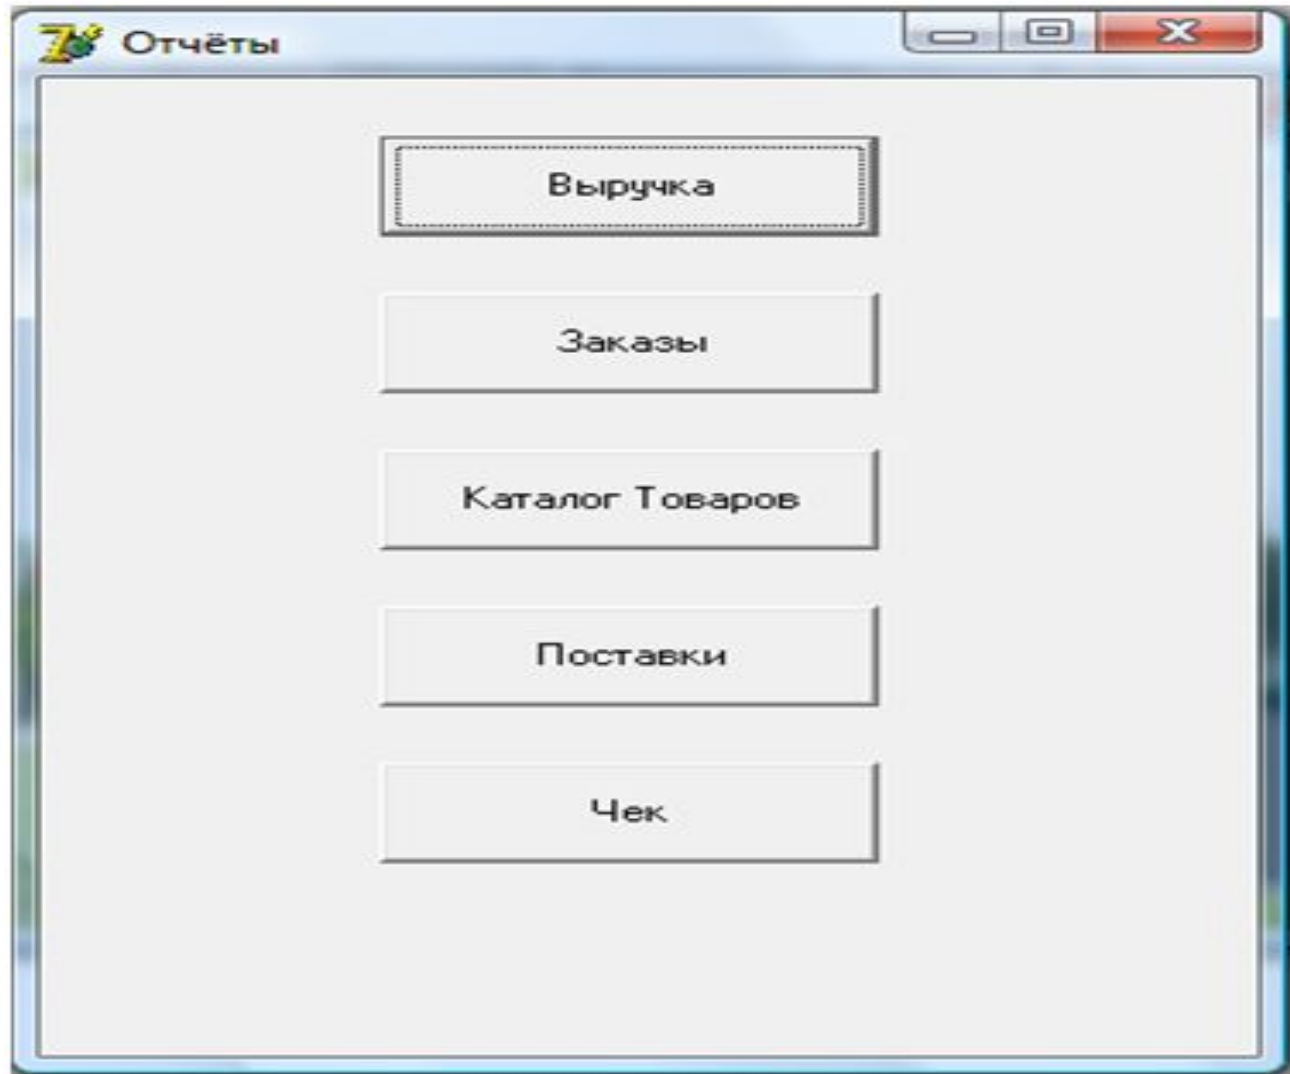 Отчёты
Выручка
Заказы
Каталог Товаров
Поставки
Чек